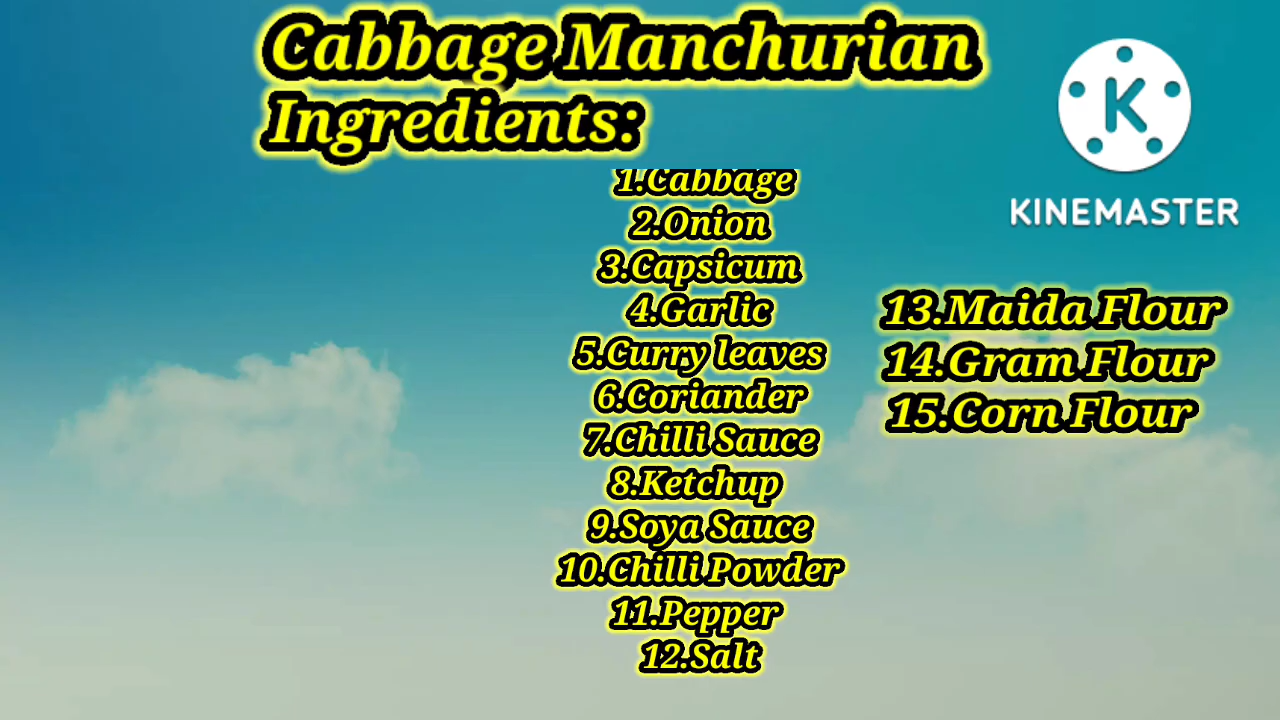 Cabbage Manchurian
Ingredients:
KINEMASTER
1.Cabbage
2.Onion
3.Capsicum
4.Garlic
5.Curry leaves
6.Coriander
7.Chilli Sauce
8.Ketchup
9.Soya Sauce
10.Chilli Powder
11.Pepper
12.Salt
13.Maida Flour
14.Gram Flour
15.Corn Flour